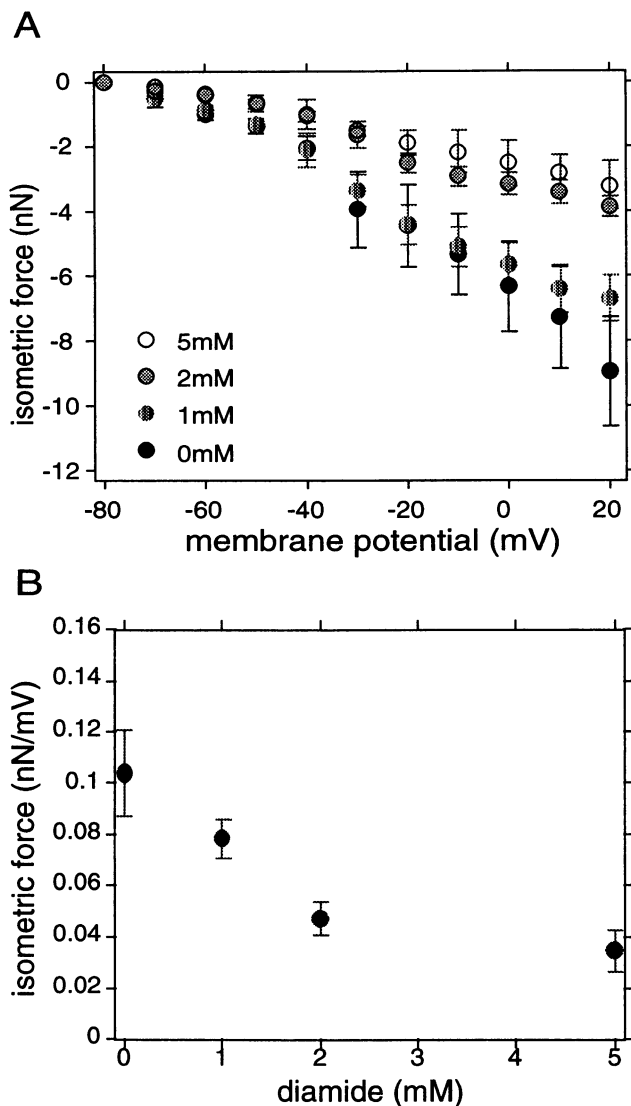 A
isometric force (nN)
0
-2
-4
-6
-8
-10
-12
5mM
2mM
1mM
0mM
-80 -60 -40 -20 0 20
membrane potential (mV)
B
isometric force (nN/mV)
0.16
0.14
0.12
0.1
0.08
0.06
0.04
0.02
0
0 1 2 3 4 5
diamide (mM)